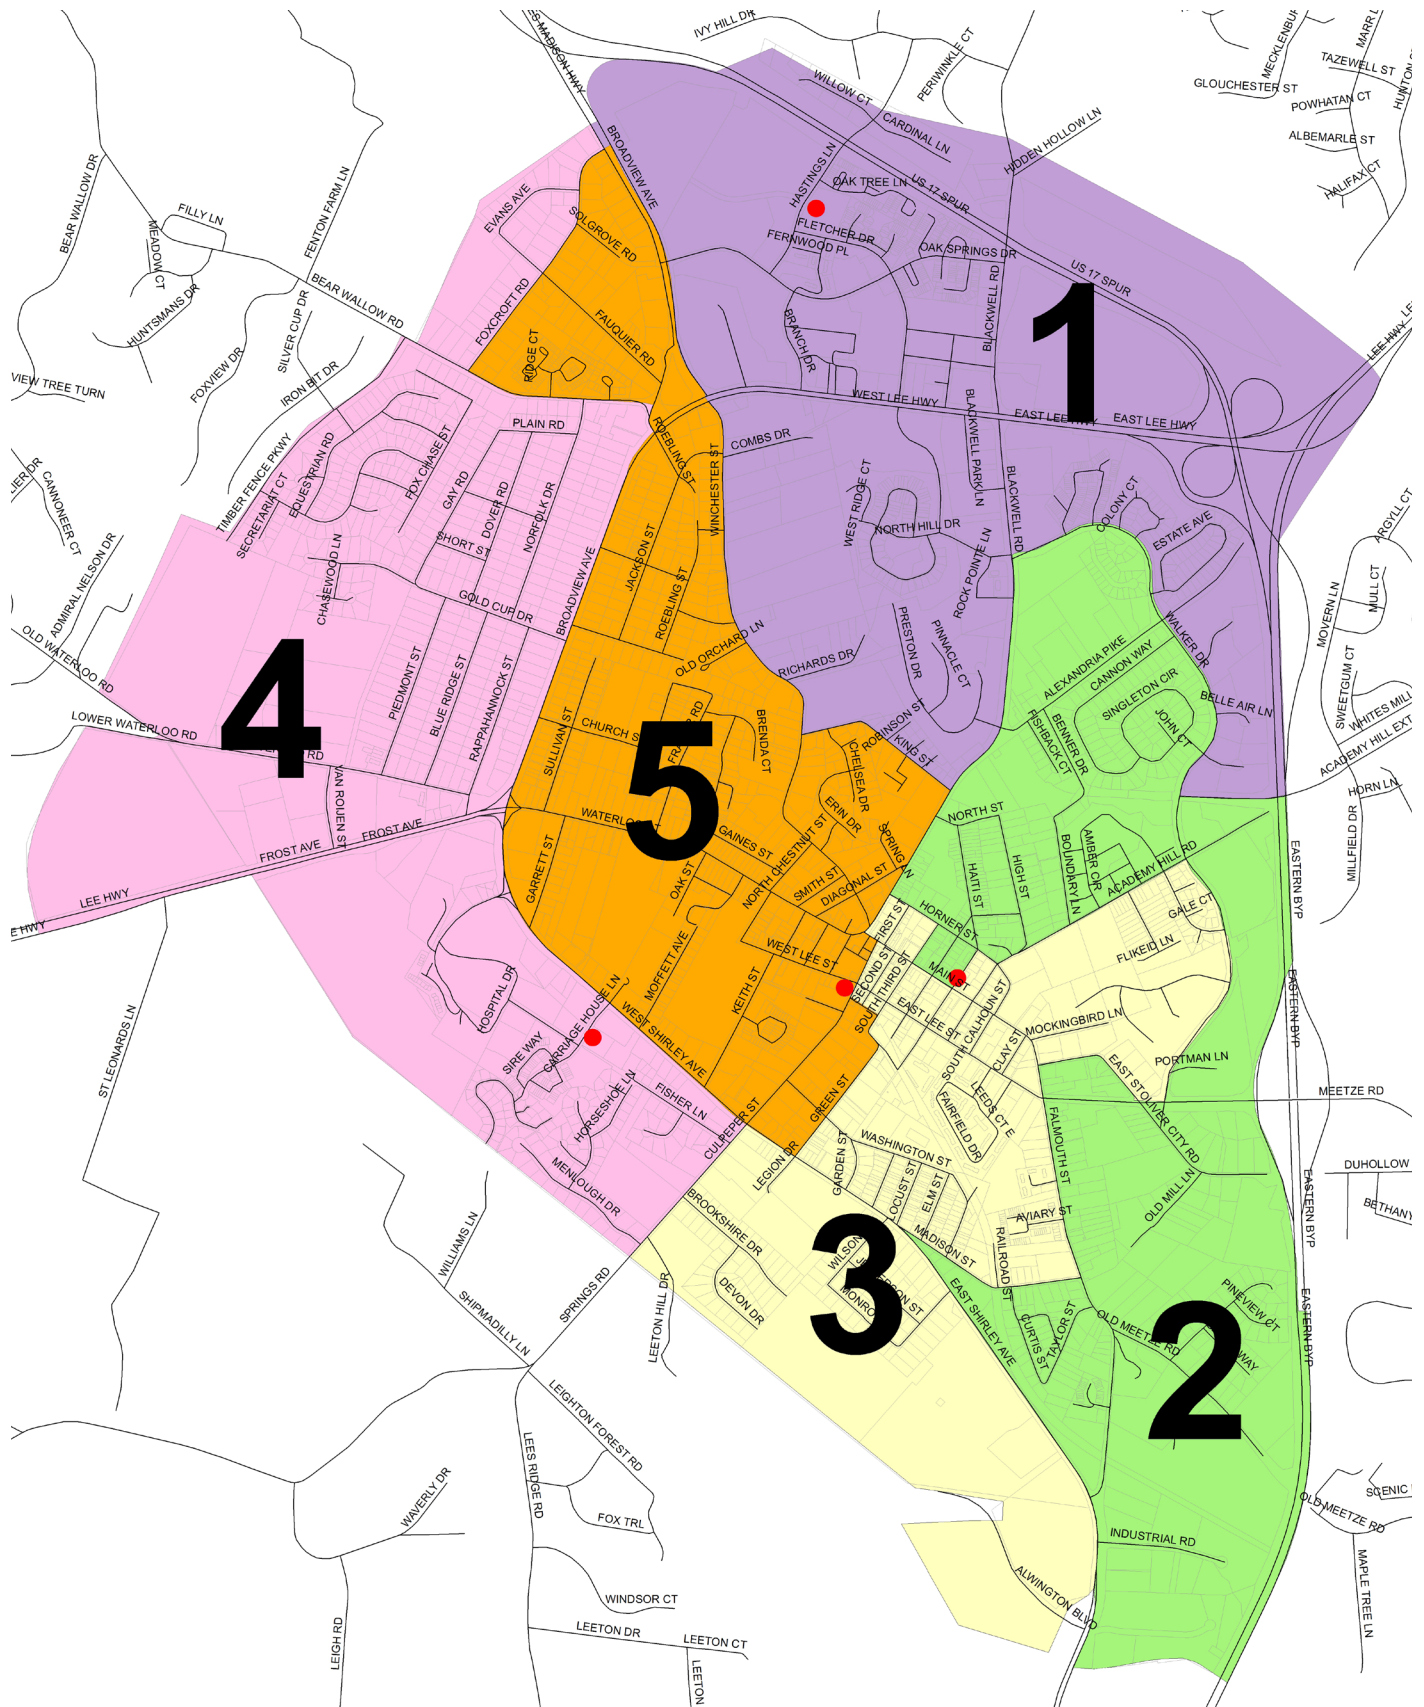 IVY HILL DR
MADISON HWY
PERIWINKLE CT
TAZEWELL ST
GLOUCHESTER ST
POWHATAN CT
ALBEMARLE ST
HALIFAX CT
WILLOW CT
CARDINAL LN
HIDDEN HOLLOW LN
BROADVIEW AVE
HASTINGS LN
OAK TREE LN
US 17 SPUR
FLETCHER DR
FERNWOOD PL
OAK SPRINGS DR
US 17 SPUR
BEAR WALLOW DR
FILLY LN
MEADOW CT
FENTON FARM LN
EVANS AVE
SOLGROVE RD
HUNTSMANS DR
BEAR WALLOW RD
SILVER CUP DR
FOXCROFT RD
FAUQUIER RD
BRANCH DR
BLACKWELL RD
1
LEE HWY
RIDGE CT
FOXVIEW DR
IRON BIT DR
VIEW TREE TURN
WEST LEE HWY
EAST LEE HWY
EAST LEE HWY
PLAIN RD
ROEBLING ST
WINCHESTER ST
COMBS DR
BLACKWELL PARK LN
BLACKWELL RD
FOX CHASE ST
EQUESTRIAN RD
TIMBER FENCE PKWY
SECRETARIAT CT
GAY RD
DOVER RD
NORFOLK DR
SHORT ST
CANNONEER CT
WEST RIDGE CT
NORTH HILL DR
COLONY CT
ESTATE AVE
ARGYLL CT
ADMIRAL NELSON DR
CHASEWOOD LN
GOLD CUP DR
BROADVIEW AVE
JACKSON ST
ROEBLING ST
ROCK POINTE LN
MULL CT
MOVERN LN
OLD WATERLOO RD
OLD ORCHARD LN
RICHARDS DR
PRESTON DR
PINNACLE CT
ALEXANDRIA PIKE
CANNON WAY
WALKER DR
SINGLETON CIR
JOHN CT
BELLE AIR LN
SWEETGUM CT
WHITES MILL
ACADEMY HILL EXT
4
LOWER WATERLOO RD
PIEDMONT ST
BLUE RIDGE ST
RAPPAHANNOCK ST
SULLIVAN ST
CHURCH S
5
BRENDA CT
CHELSEA DR
ROBINSON ST
KING ST
FISHBACK CT
BENNER DR
VAN ROIJEN ST
FROST AVE
FROST AVE
LEE HWY
GARRETT ST
GAINES ST
OAK ST
NORTH CHESTNUT ST
ERIN DR
SMITH ST
DIAGONAL ST
NORTH ST
HAITI ST
HIGH ST
BOUNDARY LN
AMBER CIR
ACADEMY HILL RD
HORN LN
MILLFIELD DR
EASTERN BYP
GALE CT
FLIKEID LN
HORNER ST
FIRST ST
SECOND ST
SOUTH THIRD ST
MAIN ST
WEST LEE ST
EAST LEE ST
SOUTH CALHOUN ST
CLAY ST
MOCKINGBIRD LN
EASTERN BYP
MOFFETT AVE
KEITH ST
HOSPITAL DR
CARRIAGE HOUSE LN
SIRE WAY
WEST SHIRLEY AVE
ST LEONARDS LN
HORSESHOE LN
FISHER LN
CULPEPER ST
GREEN ST
FAIRFIELD DR
LEEDS CT E
PORTMAN LN
EAST ST
OLIVER CITY RD
MEETZE RD
FALMOUTH ST
WASHINGTON ST
GARDEN ST
LEGION DR
LOCUST ST
ELM ST
MENLOUGH DR
BROOKSHIRE DR
DEVON DR
DUHOLLOW
BETHANY
OLD MILL LN
AVIARY ST
MADISON ST
RAILROAD ST
EASTERN BYP
3
WILSON
MONRO
EAST SHIRLEY AVE
WILLIAMS LN
SHIPMADILLY LN
SPRINGS RD
LEETON HILL DR
CURTIS ST
TAYLOR ST
OLD MEETZE RD
PINEVIEW CT
WAY
2
EASTERN BYP
LEIGHTON FOREST RD
LEES RIDGE RD
WAVERLY DR
FOX TRL
WINDSOR CT
LEIGH RD
LEETON DR
LEETON CT
LEETON
INDUSTRIAL RD
ALWINGTON BLVD
OLD MEETZE RD
SCENIC
MAPLE TREE LN